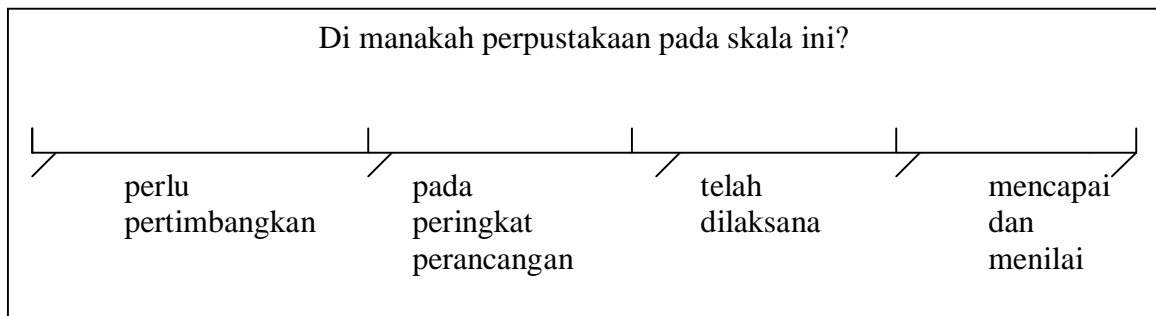 Di manakah perpustakaan pada skala ini?
perlu
pertimbangkan
pada
peringkat
perancangan
telah
dilaksana
mencapai
dan
menilai